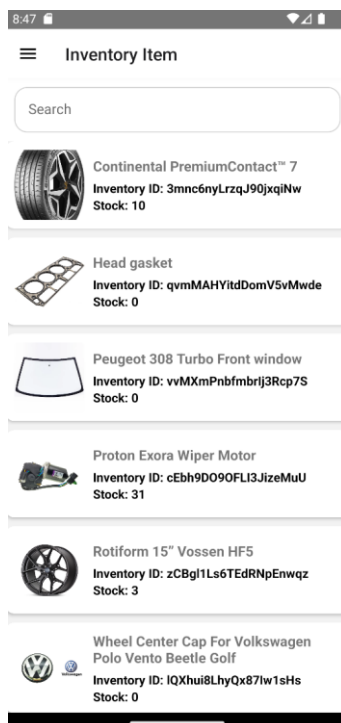 8:47
Inventory Item
Search
Continental PremiumContact™ 7
Inventory ID: 3mnc6nyLrzqJ90jxqiNw
Stock: 10
Head gasket
Inventory ID: qvmMAHYitdDomV5vMwde
Stock: 0
Peugeot 308 Turbo Front window
Inventory ID: vvMXmPnbfmbrlj3Rcp7S
Stock: 0
Proton Exora Wiper Motor
Inventory ID: cEbh9DO9OFLI3JizeMuU
Stock: 31
Rotiform 15” Vossen HF5
Inventory ID: zCBgl1Ls6TEdRNpEnwqz
Stock: 3
Wheel Center Cap For Volkswagen
Polo Vento Beetle Golf
Volkswagen
Inventory ID: IQXhui8LhyQx87lw1sHs
Stock: 0